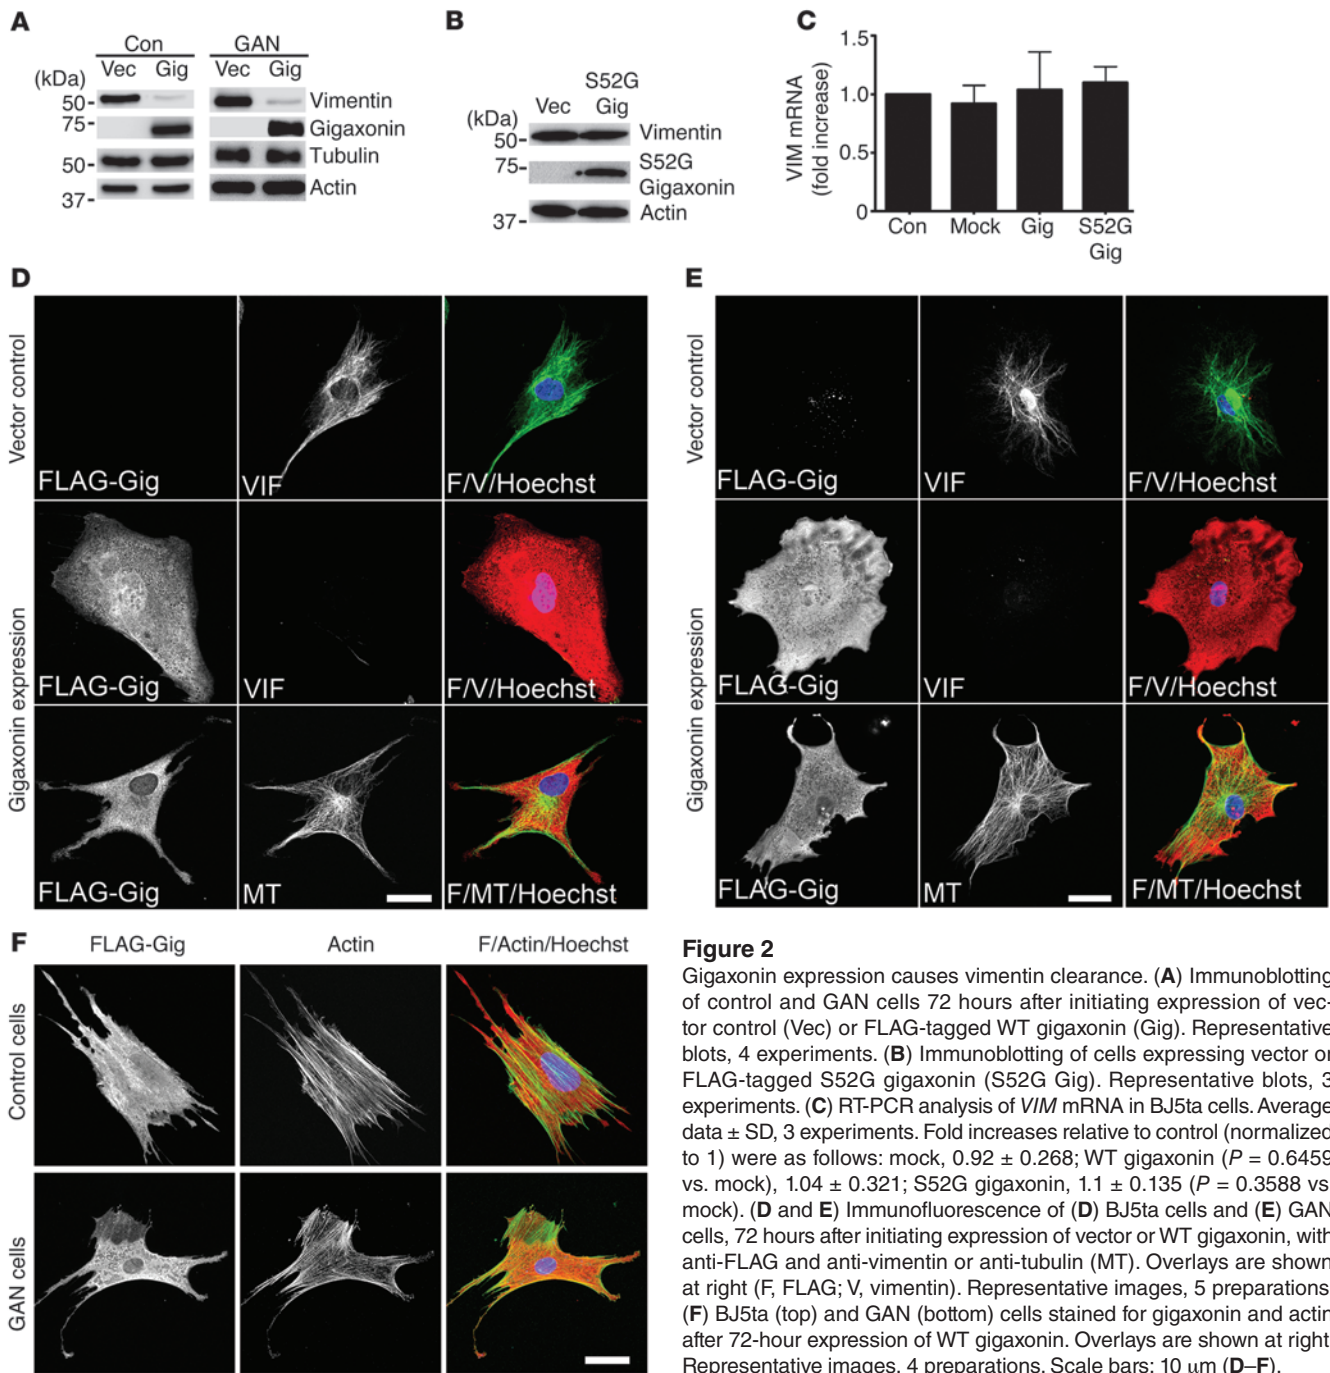 A
Con GAN
(kDa) Vec Gig Vec Gig
50- Vimentin
75- Gigaxonin
50- Tubulin
37- Actin
B
S52G
Vec Gig
(kDa)
50- Vimentin
75- S52G
Gigaxonin
37- Actin
C
VIM mRNA
(fold increase)
1.5
1.0
0.5
0
Con Mock Gig S52G
Gig
D
Vector control
FLAG-Gig VIF F/V/Hoechst
Gigaxonin expression
FLAG-Gig VIF F/V/Hoechst
FLAG-Gig MT F/MT/Hoechst
E
Vector control
FLAG-Gig VIF F/V/Hoechst
Gigaxonin expression
FLAG-Gig VIF F/V/Hoechst
FLAG-Gig MT F/MT/Hoechst
F
FLAG-Gig Actin F/Actin/Hoechst
Control cells
GAN cells
Figure 2
Gigaxonin expression causes vimentin clearance. (A) Immunoblotting
of control and GAN cells 72 hours after initiating expression of vec-
tor control (Vec) or FLAG-tagged WT gigaxonin (Gig). Representative
blots, 4 experiments. (B) Immunoblotting of cells expressing vector or
FLAG-tagged S52G gigaxonin (S52G Gig). Representative blots, 3
experiments. (C) RT-PCR analysis of VIM mRNA in BJ5ta cells. Average
data ± SD, 3 experiments. Fold increases relative to control (normalized
to 1) were as follows: mock, 0.92 ± 0.268; WT gigaxonin (P = 0.6459
vs. mock), 1.04 ± 0.321; S52G gigaxonin, 1.1 ± 0.135 (P = 0.3588 vs.
mock). (D and E) Immunofluorescence of (D) BJ5ta cells and (E) GAN
cells, 72 hours after initiating expression of vector or WT gigaxonin, with
anti-FLAG and anti-vimentin or anti-tubulin (MT). Overlays are shown
at right (F, FLAG; V, vimentin). Representative images, 5 preparations.
(F) BJ5ta (top) and GAN (bottom) cells stained for gigaxonin and actin
after 72-hour expression of WT gigaxonin. Overlays are shown at right.
Representative images, 4 preparations. Scale bars: 10 μm (D–F).